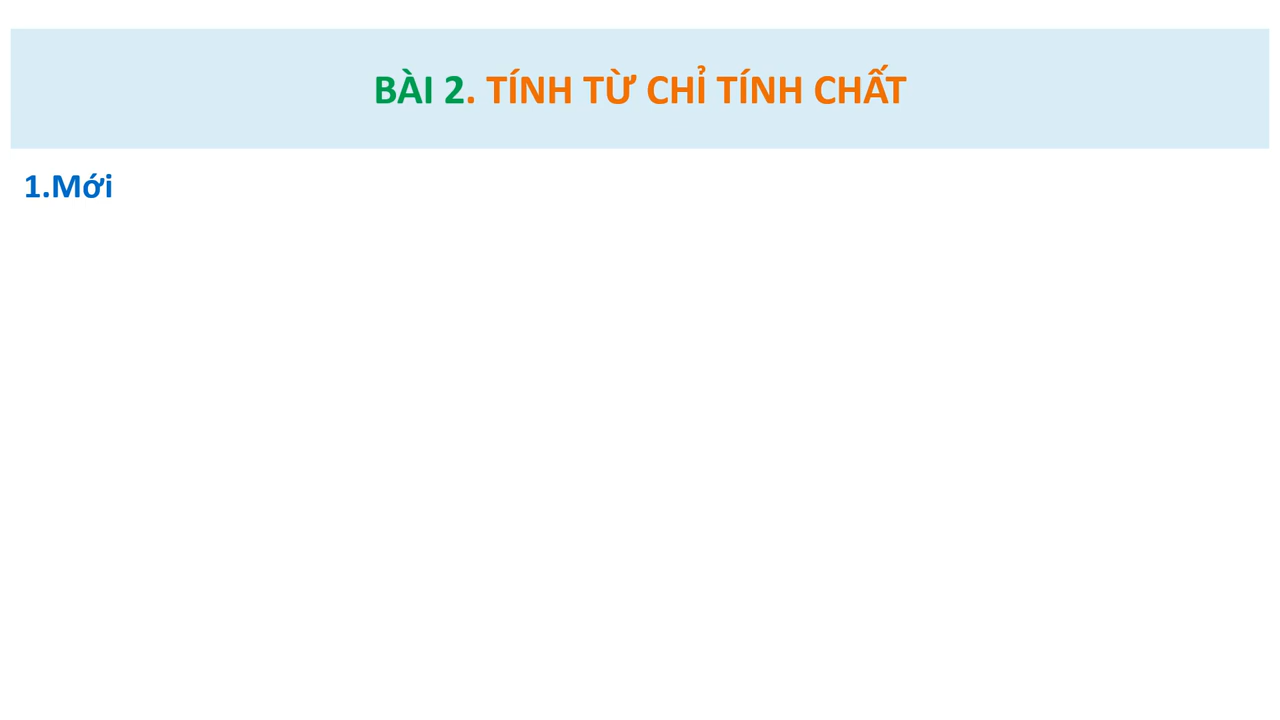 BÀI 2. TÍNH TỪ CHỈ TÍNH CHẤT
1.Mới